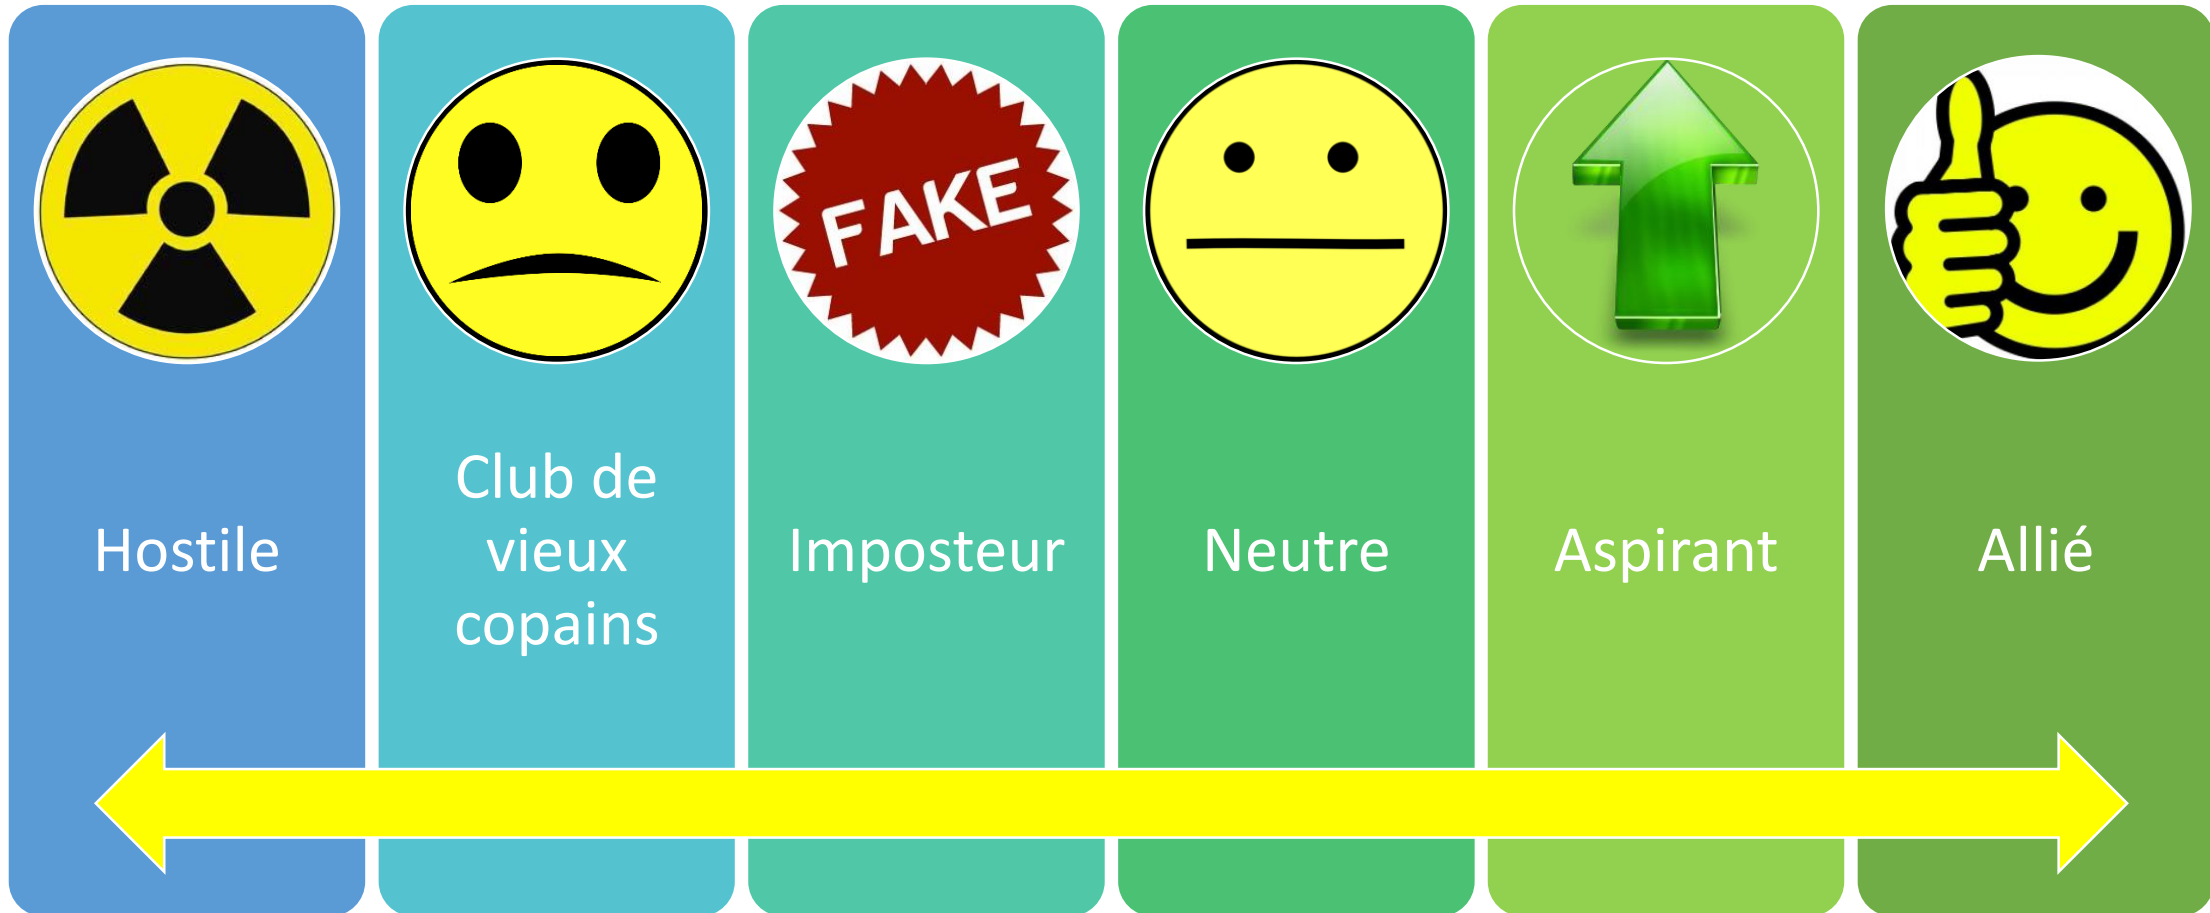 FAKE
Hostile
Club de
vieux
copains
Imposteur
Neutre
Aspirant
Allié